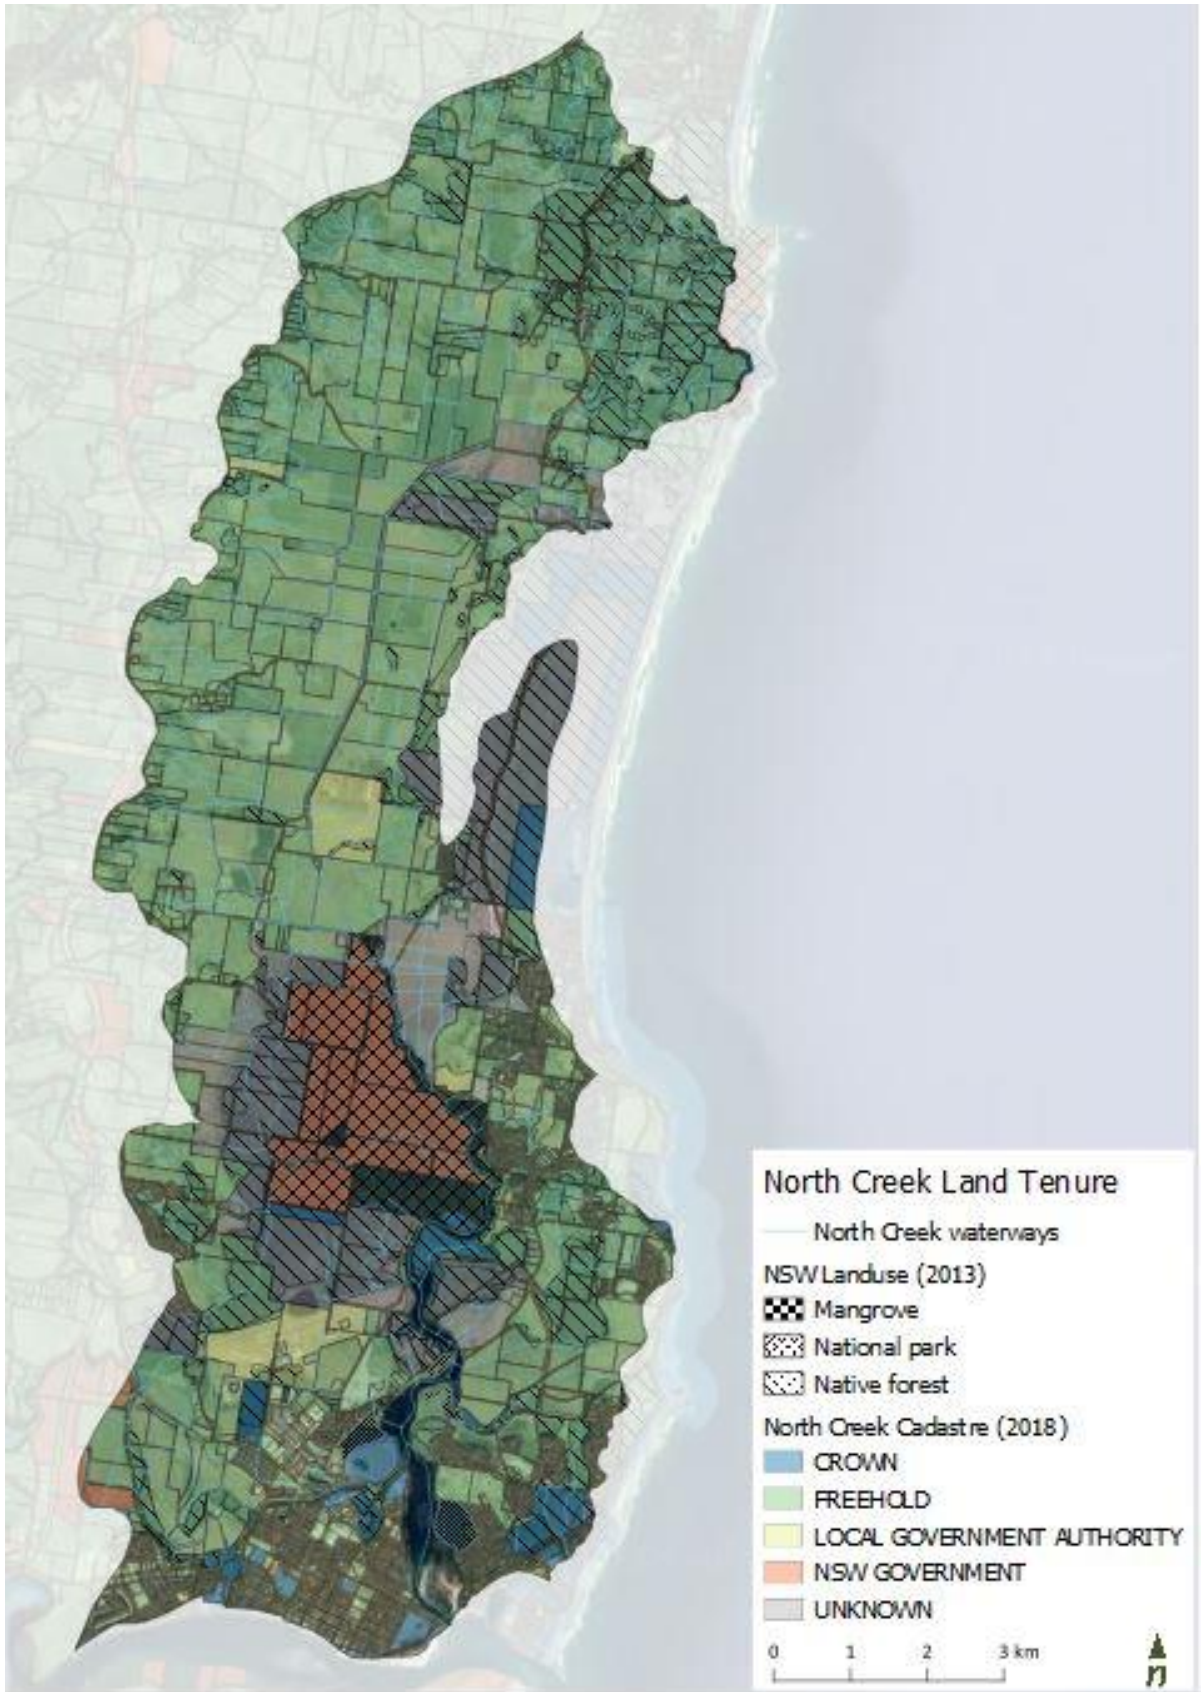 North Creek Land Tenure
North Creek waterways
NSW Landuse (2013)
Mangrove
National park
Native forest
North Creek Cadastre (2018)
CROWN
FREEHOLD
LOCAL GOVERNMENT AUTHORITY
NSW GOVERNMENT
UNKNOWN
0 1 2 3 km